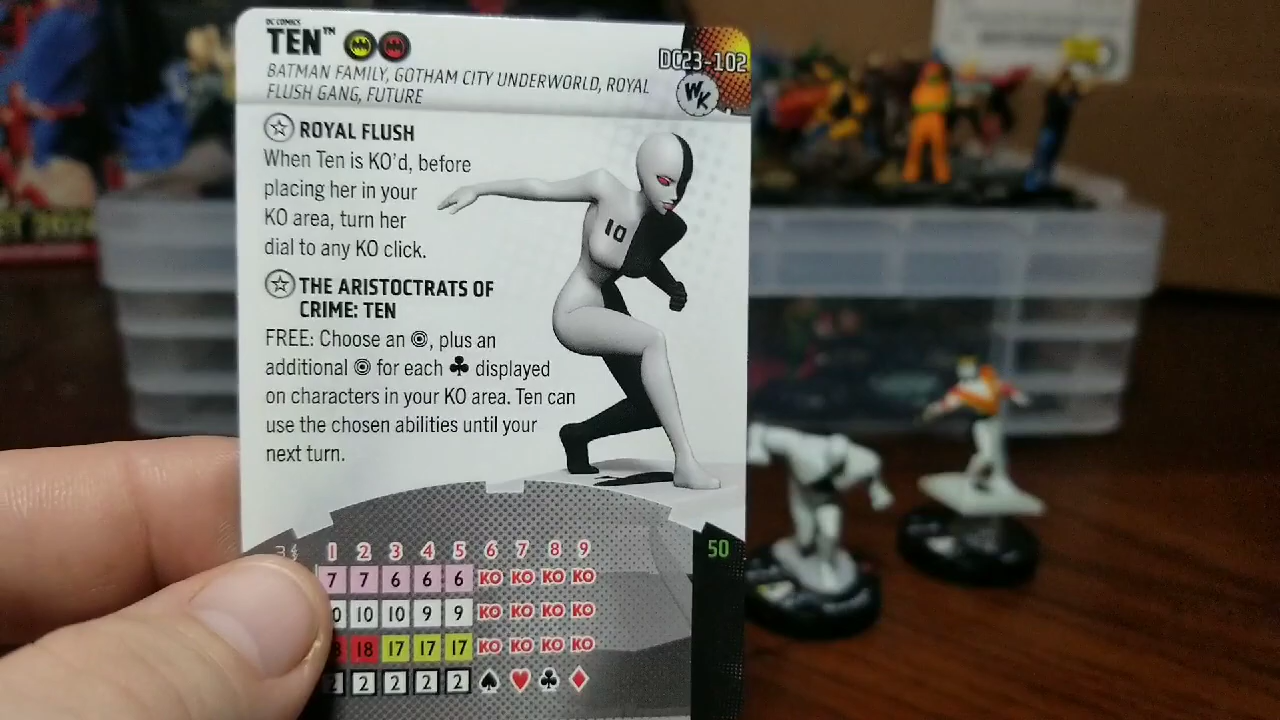 DC COMICS
TEN™
DC23-102
WK
BATMAN FAMILY, GOTHAM CITY UNDERWORLD, ROYAL
FLUSH GANG, FUTURE
ROYAL FLUSH
When Ten is KO'd, before
placing her in your
KO area, turn her
dial to any KO click.
10
THE ARISTOCTRATS OF
CRIME: TEN
FREE: Choose an ◎, plus an
additional ◎ for each ♣ displayed
on characters in your KO area. Ten can
use the chosen abilities until your
next turn.
1 2 3 4 5 6 7 8 9
50
7 7 6 6 6 KO KO KO KO
10 10 9 9 KO KO KO KO
18 17 17 17 KO KO KO KO
2 2 2 2 ♠ ♥ ♣ ♦